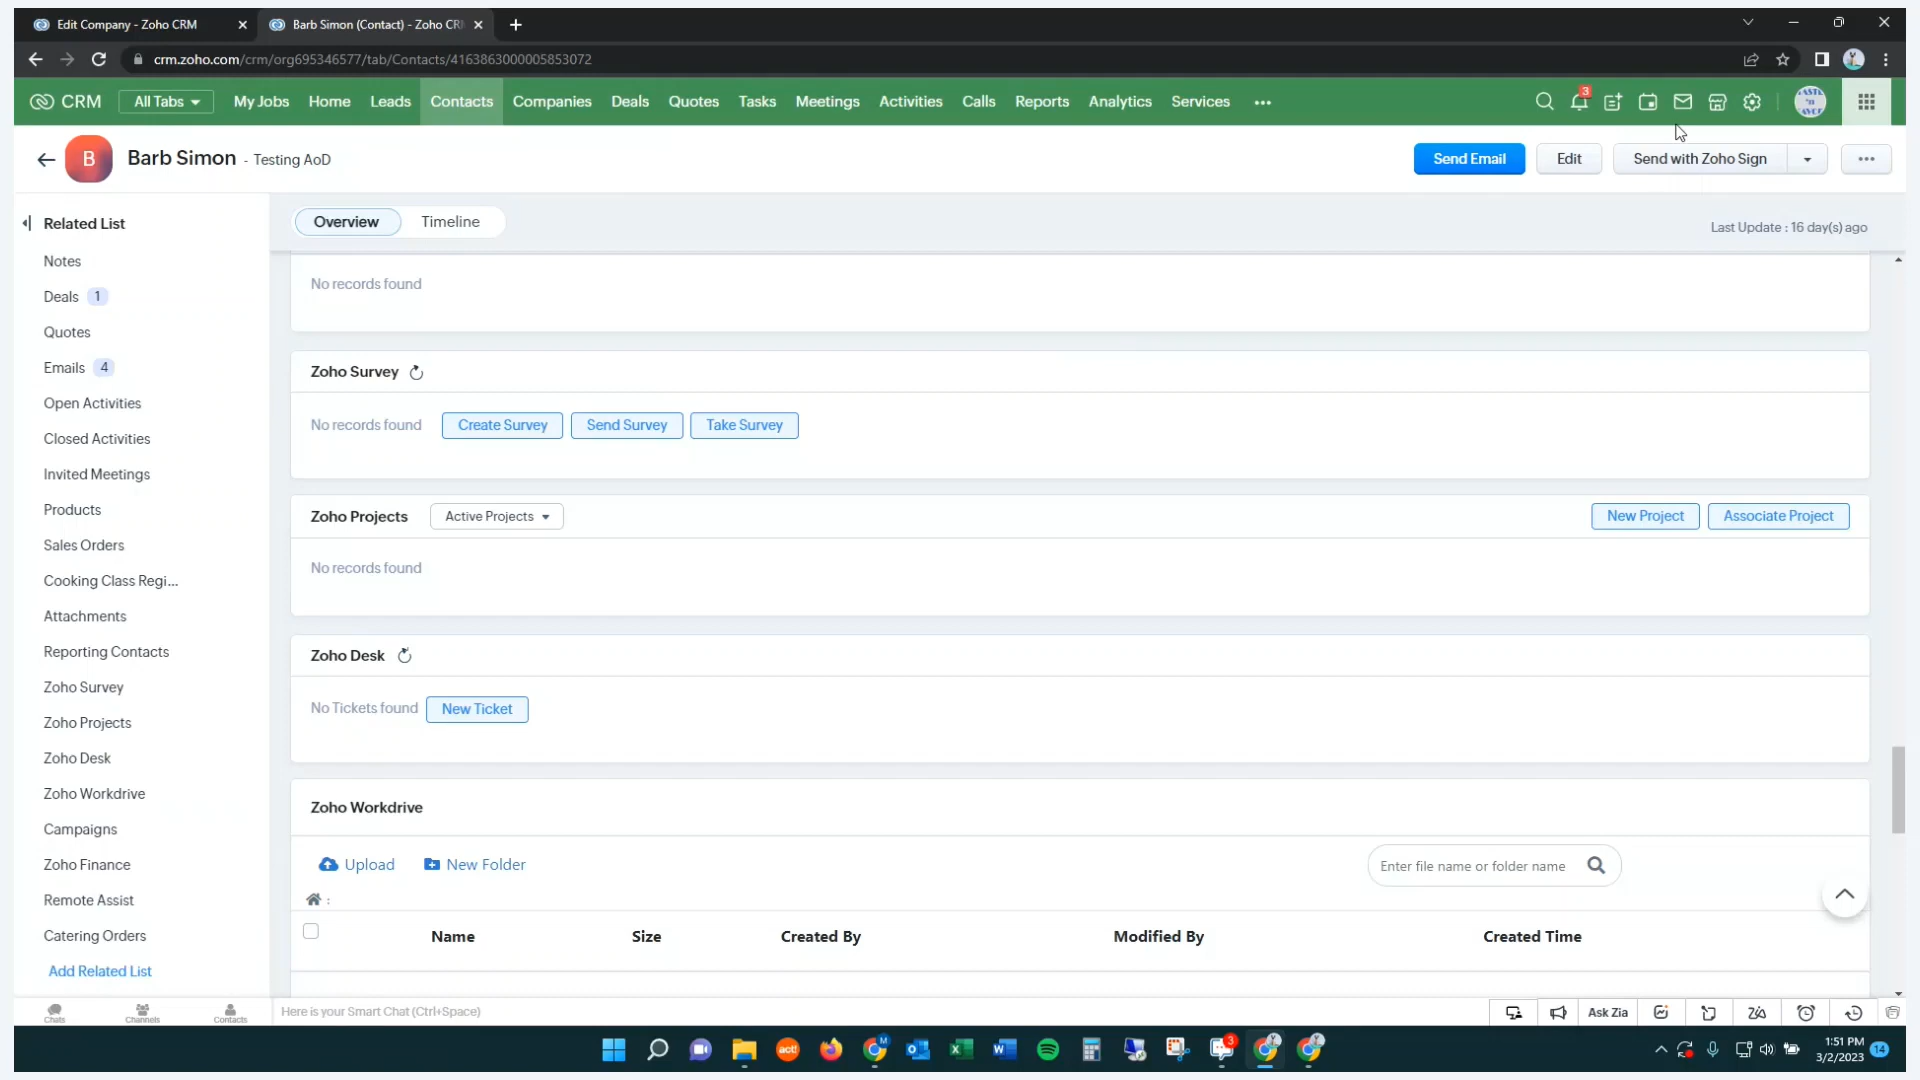 Edit Company - Zoho CRM
Barb Simon (Contact) - Zoho CR
crm.zoho.com/crm/org695346577/tab/Contacts/4163863000005853072
CRM All Tabs My Jobs Home Leads Contacts Companies Deals Quotes Tasks Meetings Activities Calls Reports Analytics Services ••• 3
B Barb Simon - Testing AoD Send Email Edit Send with Zoho Sign •••
Related List
Notes
Deals 1
Quotes
Emails 4
Open Activities
Closed Activities
Invited Meetings
Products
Sales Orders
Cooking Class Regi...
Attachments
Reporting Contacts
Zoho Survey
Zoho Projects
Zoho Desk
Zoho Workdrive
Campaigns
Zoho Finance
Remote Assist
Catering Orders
Add Related List
Overview Timeline
Last Update : 16 day(s) ago
No records found
Zoho Survey
No records found Create Survey Send Survey Take Survey
Zoho Projects Active Projects New Project Associate Project
No records found
Zoho Desk
No Tickets found New Ticket
Zoho Workdrive
Upload New Folder Enter file name or folder name
:
Name Size Created By Modified By Created Time
Chats Channels Contacts Here is your Smart Chat (Ctrl+Space) Ask Zia
act! M 3
1:51 PM
3/2/2023 14